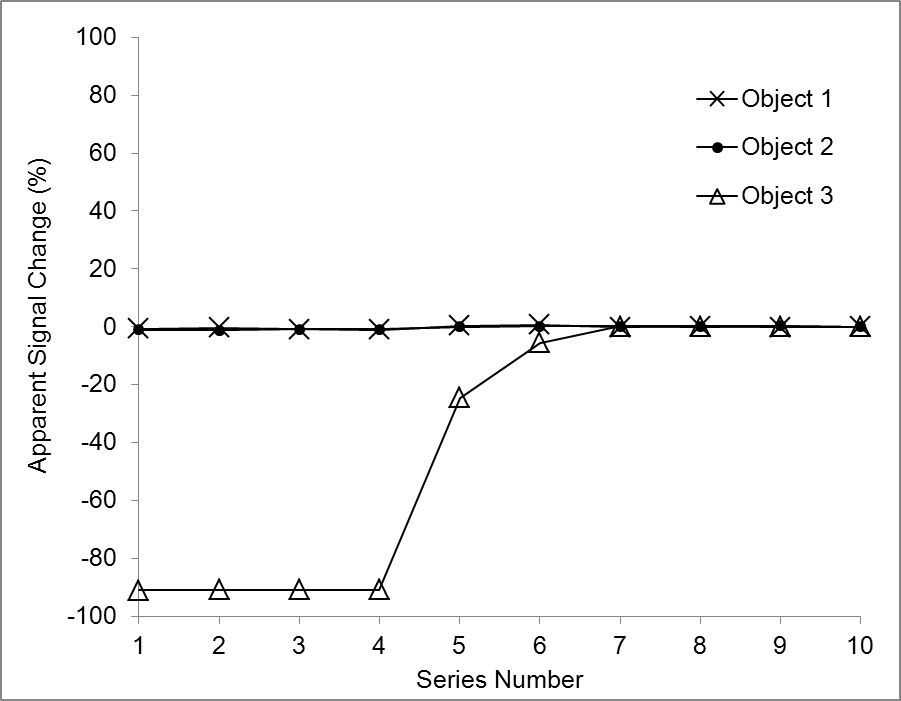 100
80
60
40
20
0
-20
-40
-60
-80
-100
Apparent Signal Change (%)
Object 1
Object 2
Object 3
1 2 3 4 5 6 7 8 9 10
Series Number